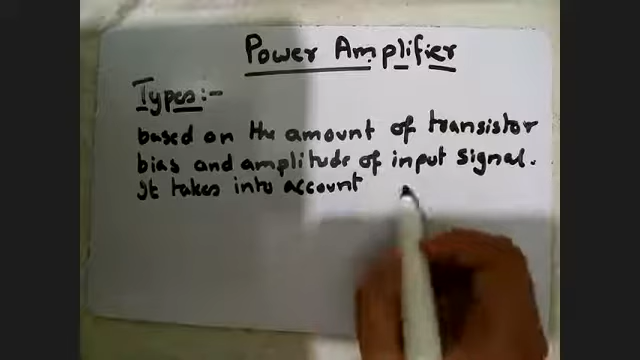 Power Amplifier
Types:-
based on the amount of transistor
bias and amplitude of input signal.
It takes into account